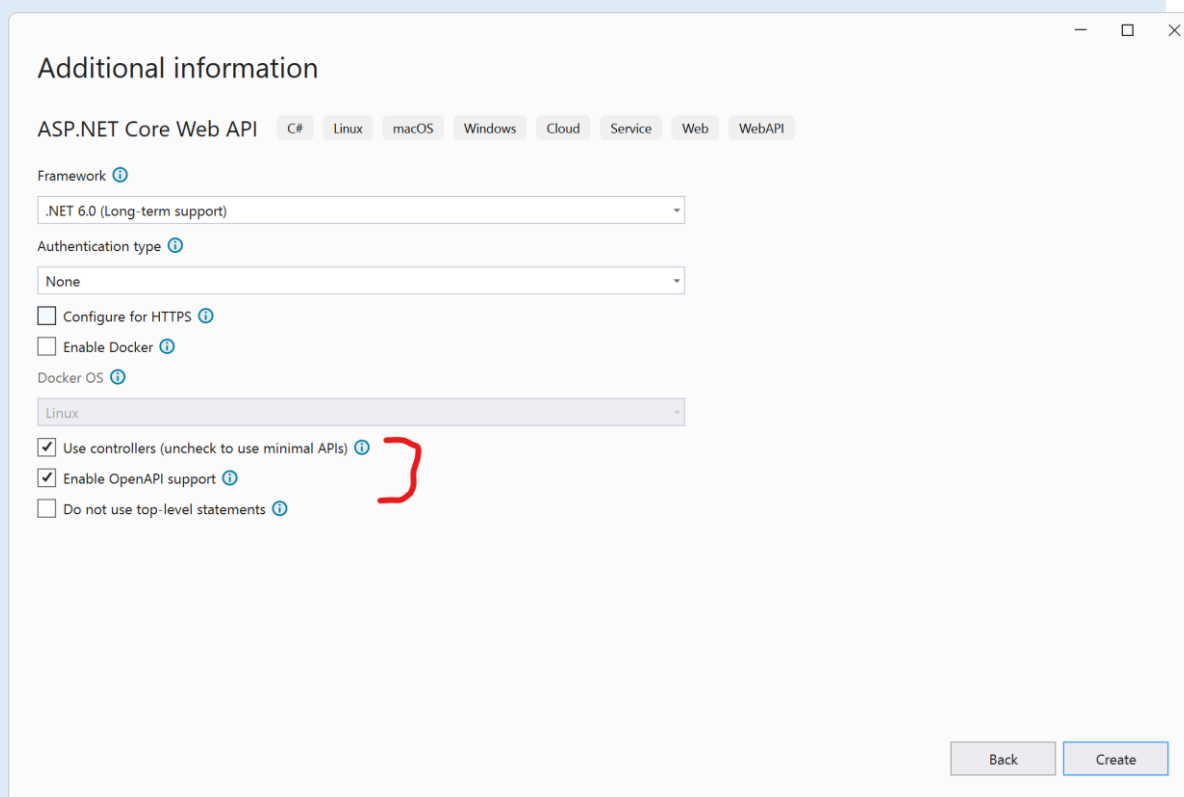 Additional information
ASP.NET Core Web API C# Linux macOS Windows Cloud Service Web WebAPI
Framework
.NET 6.0 (Long-term support)
Authentication type
None
Configure for HTTPS
Enable Docker
Docker OS
Linux
Use controllers (uncheck to use minimal APIs)
Enable OpenAPI support
Do not use top-level statements
Back Create